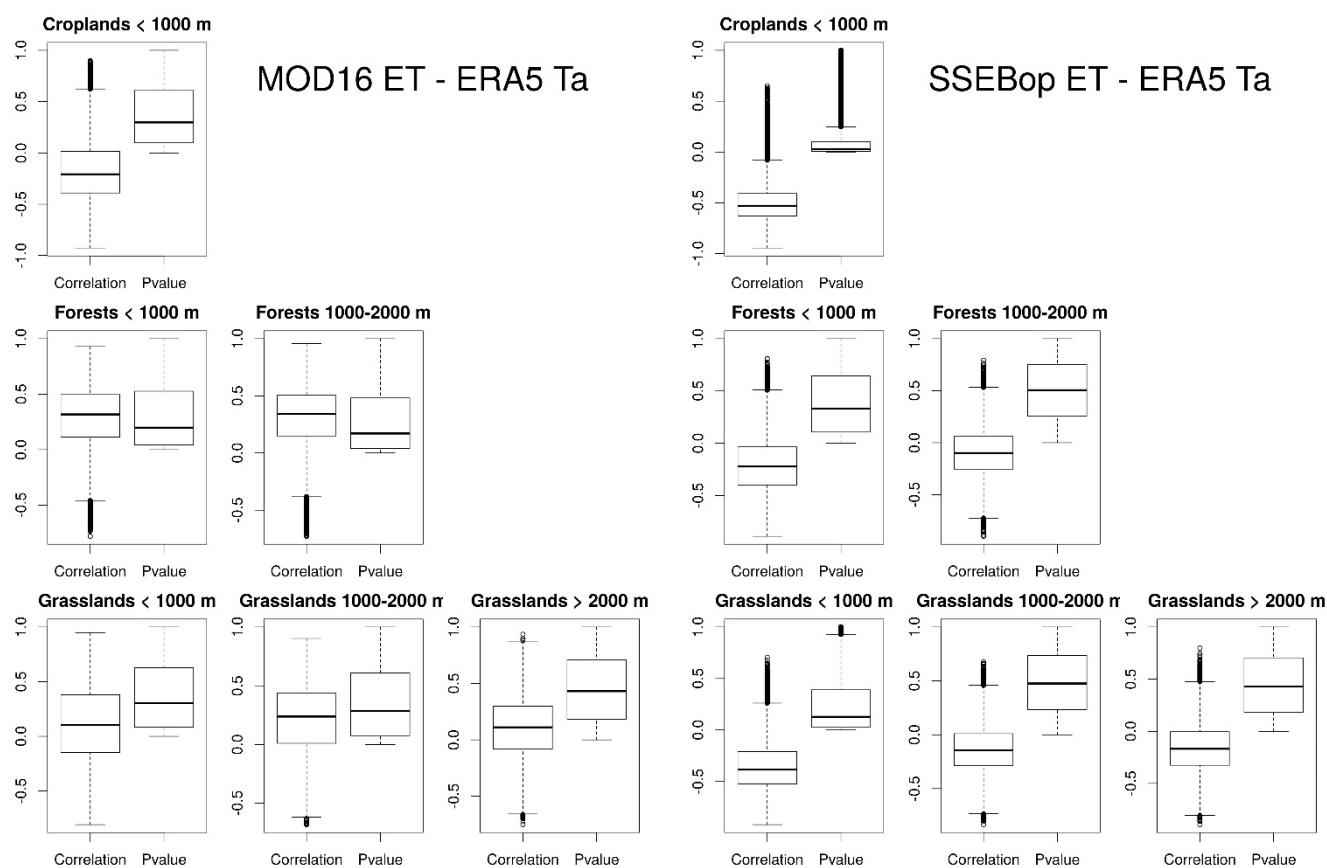 Croplands < 1000 m
MOD16 ET - ERA5 Ta
1.0
0.5
0.0
-0.5
-1.0
Correlation Pvalue
Croplands < 1000 m
SSEBop ET - ERA5 Ta
1.0
0.5
0.0
-0.5
-1.0
Correlation Pvalue
Forests < 1000 m
1.0
0.5
0.0
-0.5
Correlation Pvalue
Forests 1000-2000 m
1.0
0.5
0.0
-0.5
Correlation Pvalue
Forests < 1000 m
1.0
0.5
0.0
-0.5
Correlation Pvalue
Forests 1000-2000 m
1.0
0.5
0.0
-0.5
Correlation Pvalue
Grasslands < 1000 m
1.0
0.5
0.0
-0.5
Correlation Pvalue
Grasslands 1000-2000 m
1.0
0.5
0.0
-0.5
Correlation Pvalue
Grasslands > 2000 m
1.0
0.5
0.0
-0.5
Correlation Pvalue
Grasslands < 1000 m
1.0
0.5
0.0
-0.5
Correlation Pvalue
Grasslands 1000-2000 m
1.0
0.5
0.0
-0.5
Correlation Pvalue
Grasslands > 2000 m
1.0
0.5
0.0
-0.5
Correlation Pvalue